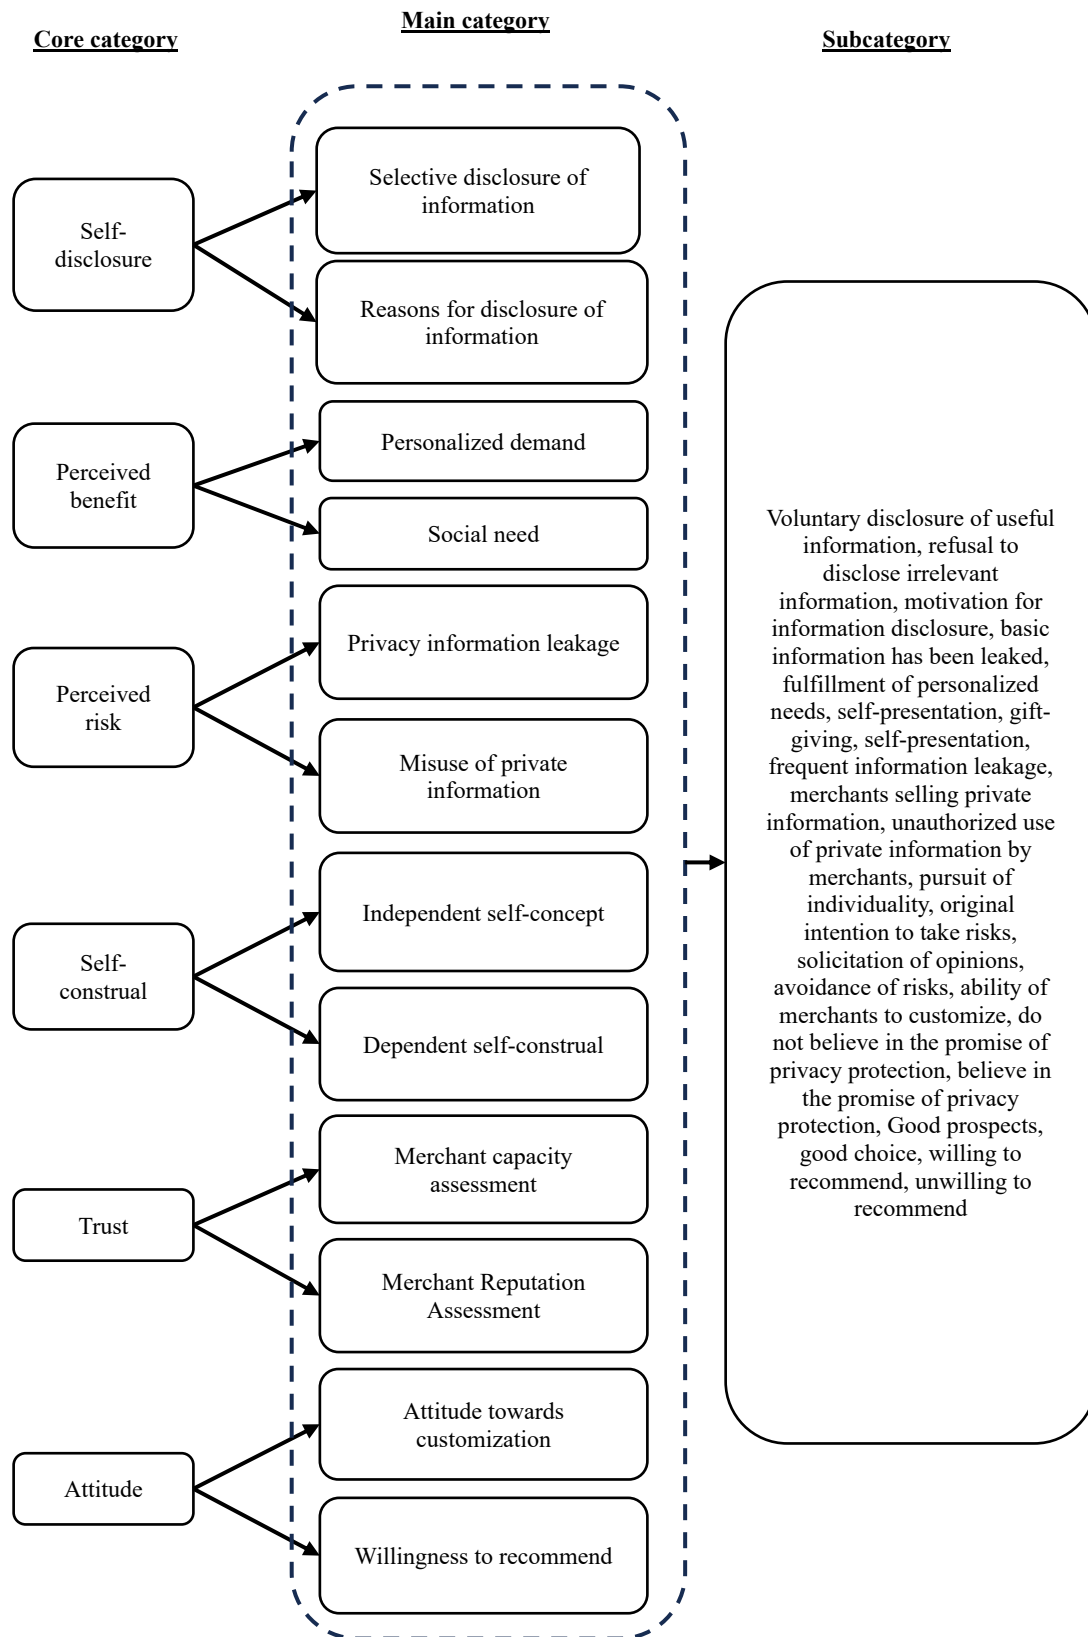 Core category
Main category
Subcategory
Self-
disclosure
Selective disclosure of
information
Reasons for disclosure of
information
Perceived
benefit
Personalized demand
Social need
Perceived
risk
Privacy information leakage
Misuse of private
information
Self-
construal
Independent self-concept
Dependent self-construal
Trust
Merchant capacity
assessment
Merchant Reputation
Assessment
Attitude
Attitude towards
customization
Willingness to recommend
Voluntary disclosure of useful
information, refusal to
disclose irrelevant
information, motivation for
information disclosure, basic
information has been leaked,
fulfillment of personalized
needs, self-presentation, gift-
giving, self-presentation,
frequent information leakage,
merchants selling private
information, unauthorized use
of private information by
merchants, pursuit of
individuality, original
intention to take risks,
solicitation of opinions,
avoidance of risks, ability of
merchants to customize, do
not believe in the promise of
privacy protection, believe in
the promise of privacy
protection, Good prospects,
good choice, willing to
recommend, unwilling to
recommend